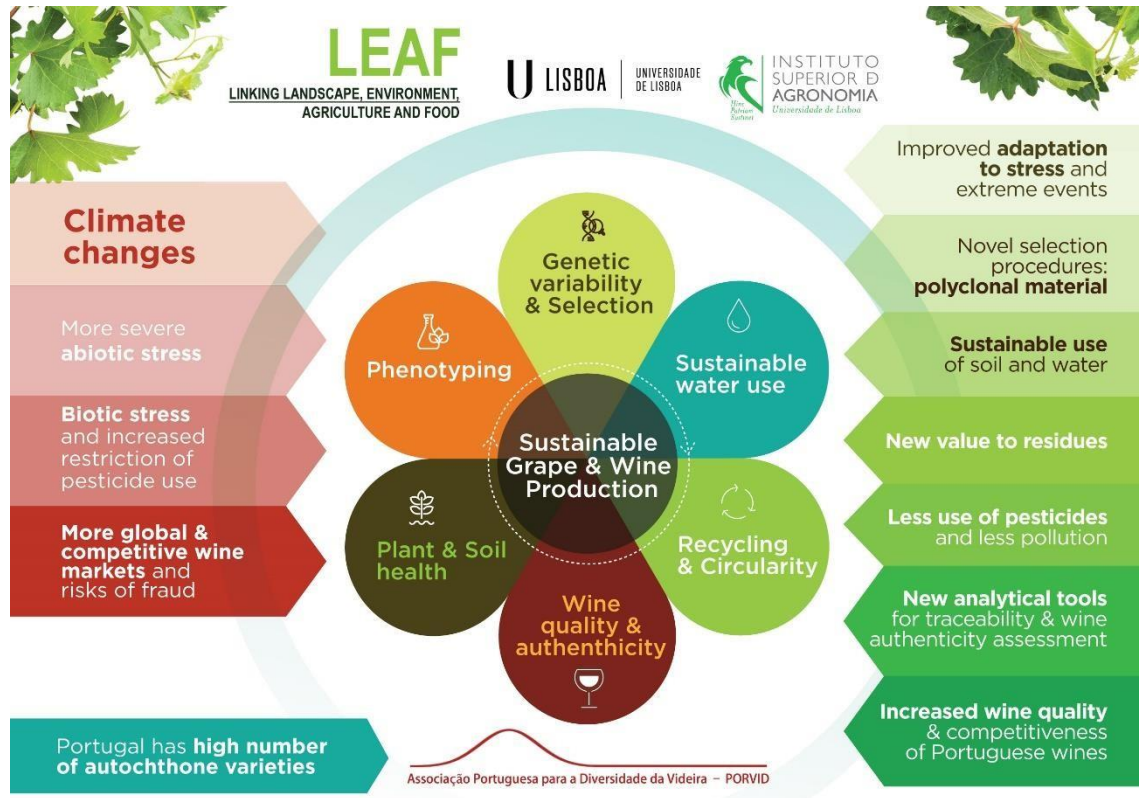 LEAF
LINKING LANDSCAPE, ENVIRONMENT,
AGRICULTURE AND FOOD
U LISBOA
UNIVERSIDADE
DE LISBOA
INSTITUTO
SUPERIOR D
AGRONOMIA
Universidade de Lisboa
Hinc
Patriam
Sustinet
Climate
changes
More severe
abiotic stress
Biotic stress
and increased
restriction of
pesticide use
More global &
competitive wine
markets and
risks of fraud
Portugal has high number
of autochthone varieties
Genetic
variability
& Selection
Phenotyping
Sustainable
water use
Sustainable
Grape & Wine
Production
Plant & Soil
health
Recycling
& Circularity
Wine
quality &
authenthicity
Associação Portuguesa para a Diversidade da Videira – PORVID
Improved adaptation
to stress and
extreme events
Novel selection
procedures:
polyclonal material
Sustainable use
of soil and water
New value to residues
Less use of pesticides
and less pollution
New analytical tools
for traceability & wine
authenticity assessment
Increased wine quality
& competitiveness
of Portuguese wines